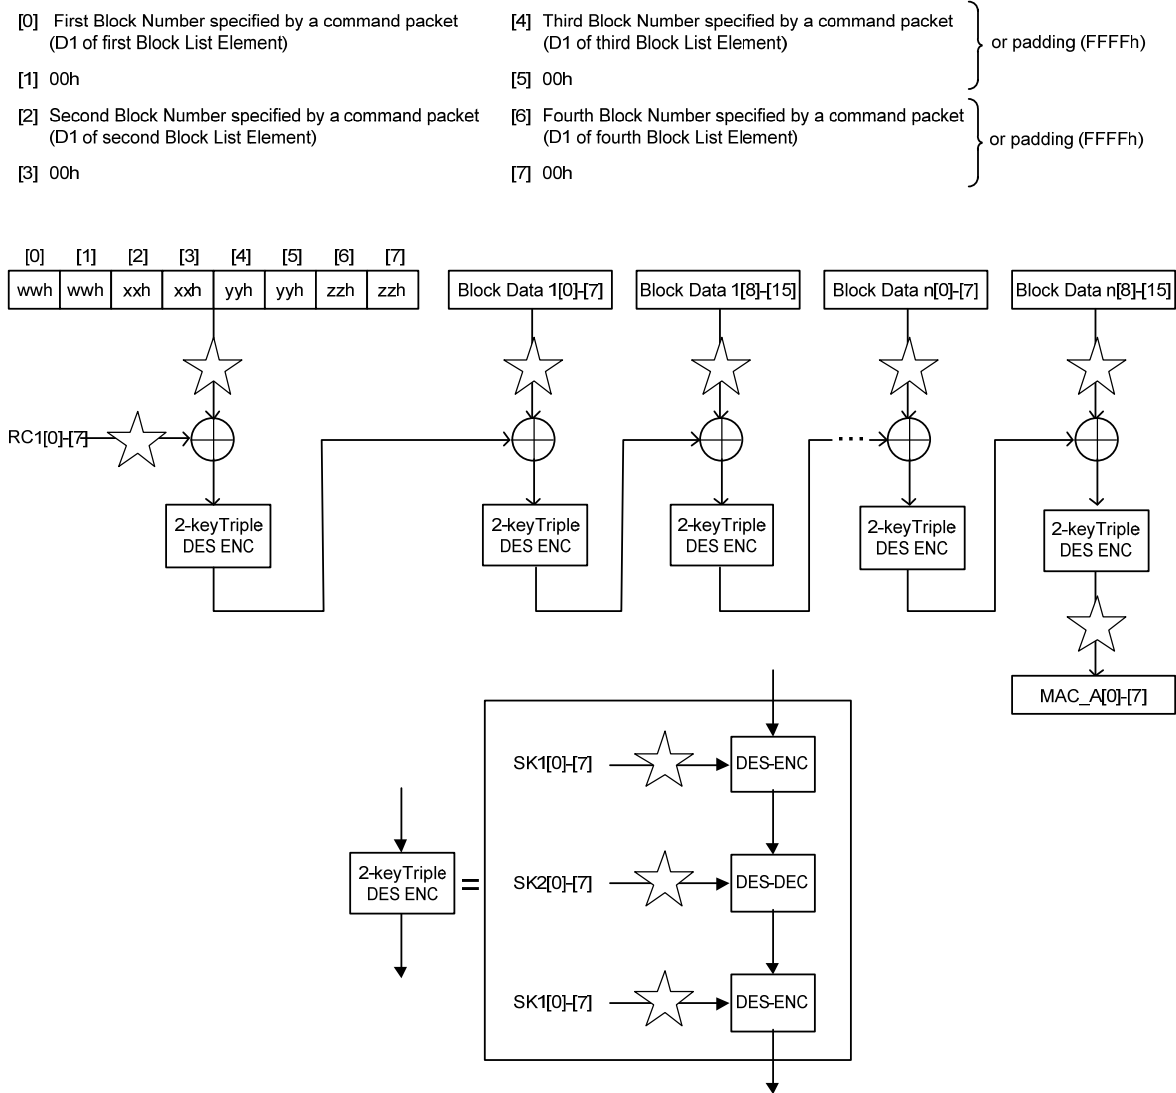 [0] First Block Number specified by a command packet
(D1 of first Block List Element)
[1] 00h
[2] Second Block Number specified by a command packet
(D1 of second Block List Element)
[3] 00h
[4] Third Block Number specified by a command packet
(D1 of third Block List Element)
[5] 00h
or padding (FFFFh)
[6] Fourth Block Number specified by a command packet
(D1 of fourth Block List Element)
[7] 00h
or padding (FFFFh)
[0] [1] [2] [3] [4] [5] [6] [7]
wwh wwh xxh xxh yyh yyh zzh zzh
Block Data 1[0]-[7]
Block Data 1[8]-[15]
Block Data n[0]-[7]
Block Data n[8]-[15]
RC1[0]-[7]
2-keyTriple
DES ENC
2-keyTriple
DES ENC
2-keyTriple
DES ENC
2-keyTriple
DES ENC
2-keyTriple
DES ENC
MAC_A[0]-[7]
2-keyTriple
DES ENC
=
SK1[0]-[7]
DES-ENC
SK2[0]-[7]
DES-DEC
SK1[0]-[7]
DES-ENC